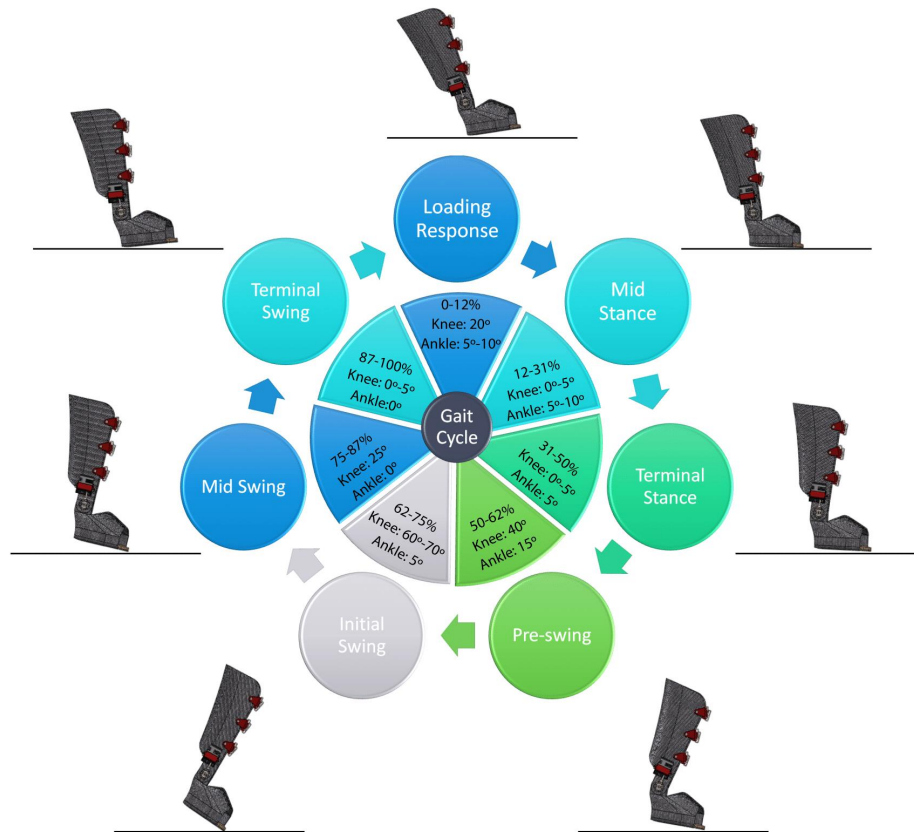 Loading
Response
Mid
Stance
Terminal
Stance
Pre-swing
Initial
Swing
Mid Swing
Terminal
Swing
0-12%
Knee: 20º
Ankle: 5º-10º
12-31%
Knee: 0º-5º
Ankle: 5º-10º
31-50%
Knee: 0º-5º
Ankle: 5º
50-62%
Knee: 40º
Ankle: 15º
62-75%
Knee: 60º-70º
Ankle: 5º
75-87%
Knee: 25º
Ankle: 0º
87-100%
Knee: 0º-5º
Ankle:0º
Gait
Cycle